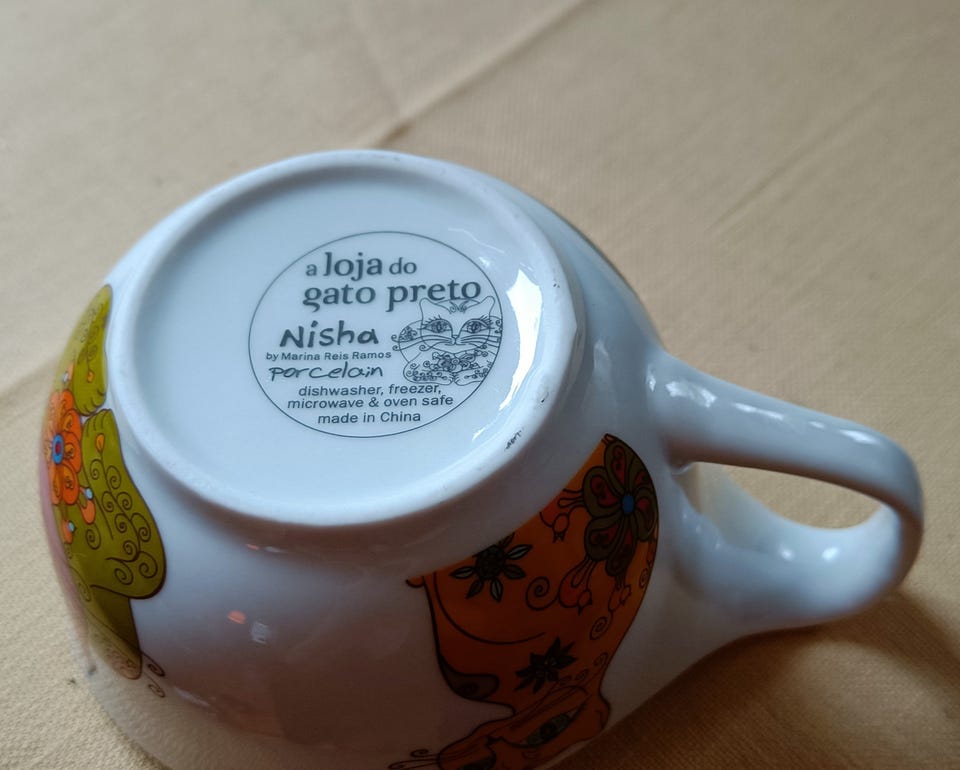 a loja do
gato preto
Nisha
by Marina Reis Ramos
porcelain
dishwasher, freezer,
microwave & oven safe
made in China